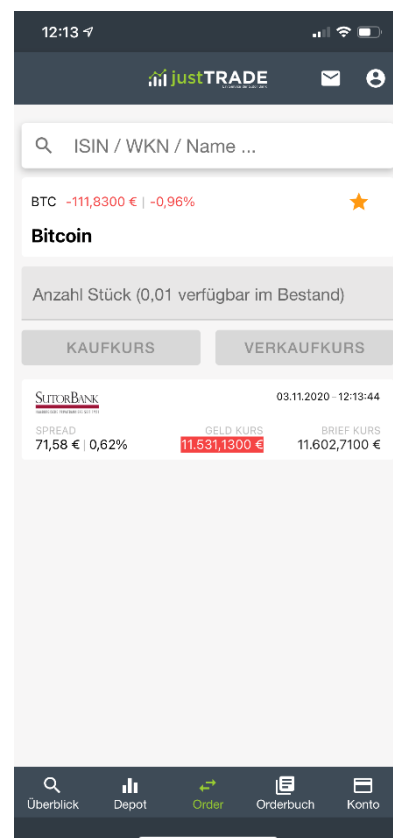 12:13
justTRADE
ISIN / WKN / Name ...
BTC -111,8300 € | -0,96%
Bitcoin
Anzahl Stück (0,01 verfügbar im Bestand)
KAUFKURS VERKAUFKURS
SUTORBANK 03.11.2020 - 12:13:44
SPREAD GELD KURS BRIEF KURS
71,58 € | 0,62% 11.531,1300 € 11.602,7100 €
Überblick Depot Order Orderbuch Konto